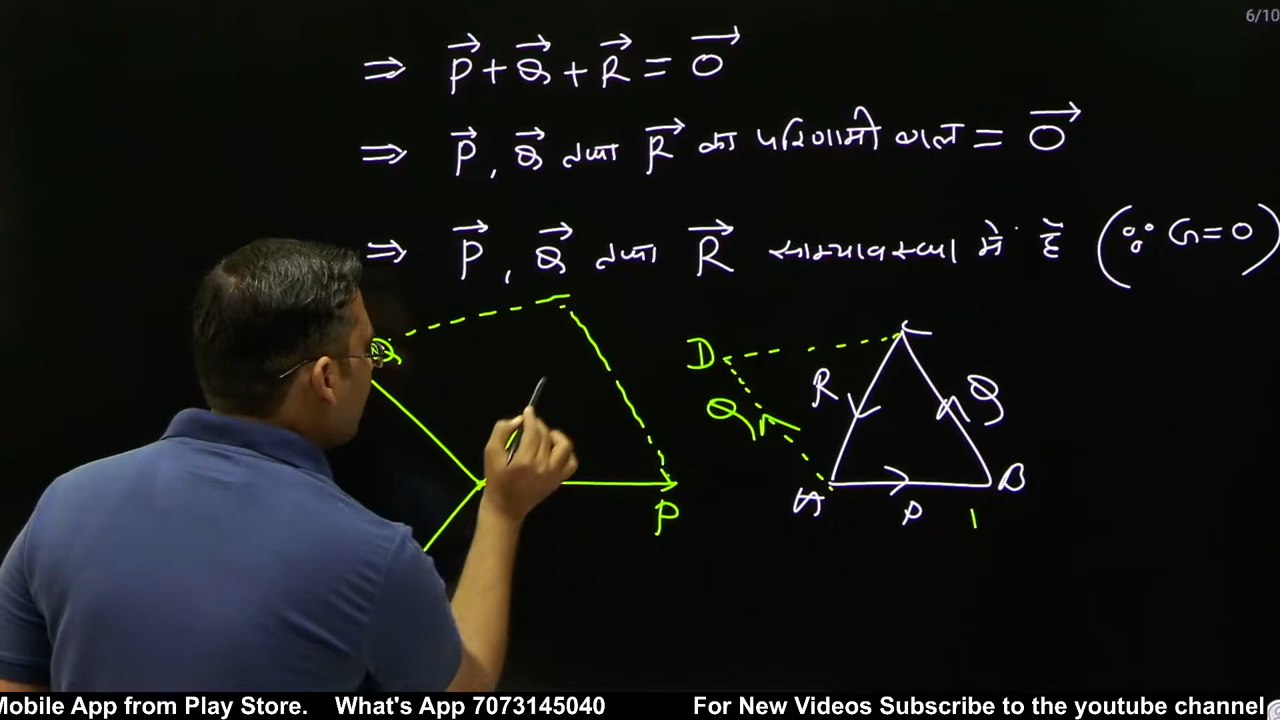 6/10
⇒ P⃗ + Q⃗ + R⃗ = 0⃗
⇒ P⃗, Q⃗ तथा R⃗ का परिणामी बल = 0⃗
⇒ P⃗, Q⃗ तथा R⃗ साम्यावस्था में है (∵ G = 0)
Q
P
D
C
R
Q
Q
A
P
B
Mobile App from Play Store. What's App 7073145040 For New Videos Subscribe to the youtube channel